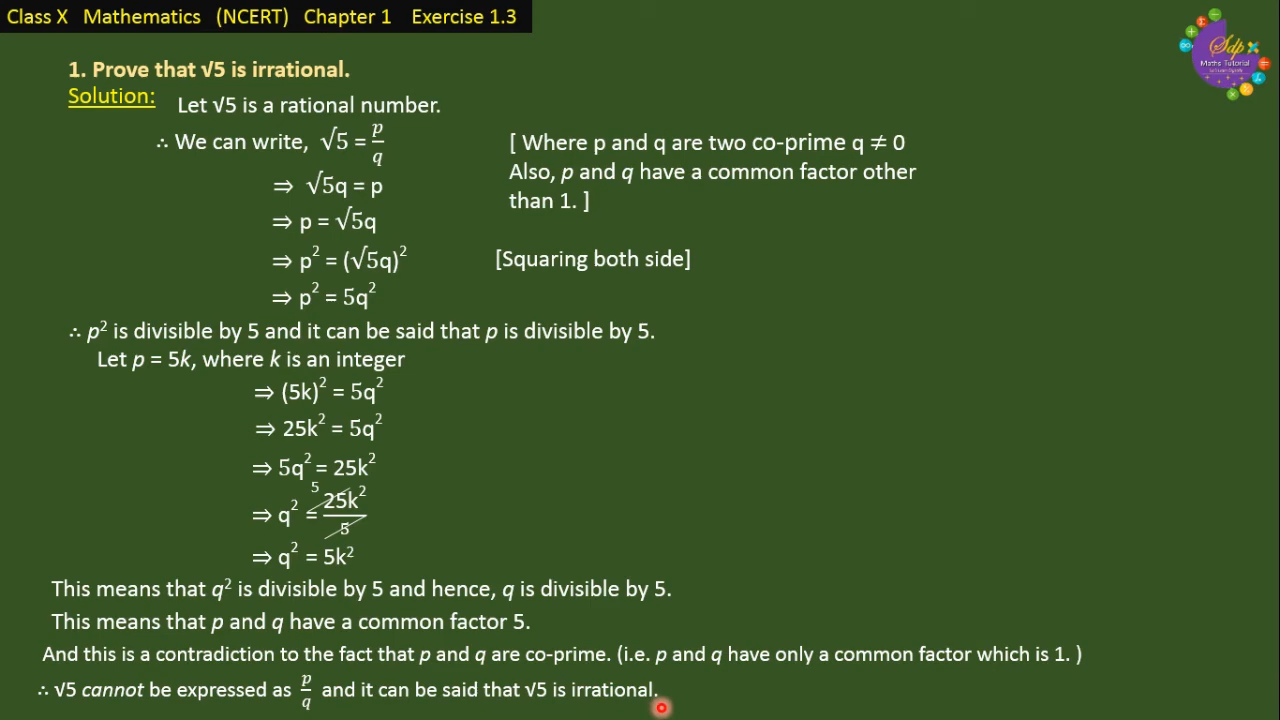 Class X Mathematics (NCERT) Chapter 1 Exercise 1.3
Sdp
Maths Tutorial
1. Prove that √5 is irrational.
Solution: Let √5 is a rational number.
∴ We can write, √5 = p/q [ Where p and q are two co-prime q ≠ 0
Also, p and q have a common factor other
than 1. ]
⇒ √5q = p
⇒ p = √5q
⇒ p² = (√5q)² [Squaring both side]
⇒ p² = 5q²
∴ p² is divisible by 5 and it can be said that p is divisible by 5.
Let p = 5k, where k is an integer
⇒ (5k)² = 5q²
⇒ 25k² = 5q²
⇒ 5q² = 25k²
⇒ q² = 25k²/5 5
⇒ q² = 5k²
This means that q² is divisible by 5 and hence, q is divisible by 5.
This means that p and q have a common factor 5.
And this is a contradiction to the fact that p and q are co-prime. (i.e. p and q have only a common factor which is 1. )
∴ √5 cannot be expressed as p/q and it can be said that √5 is irrational.